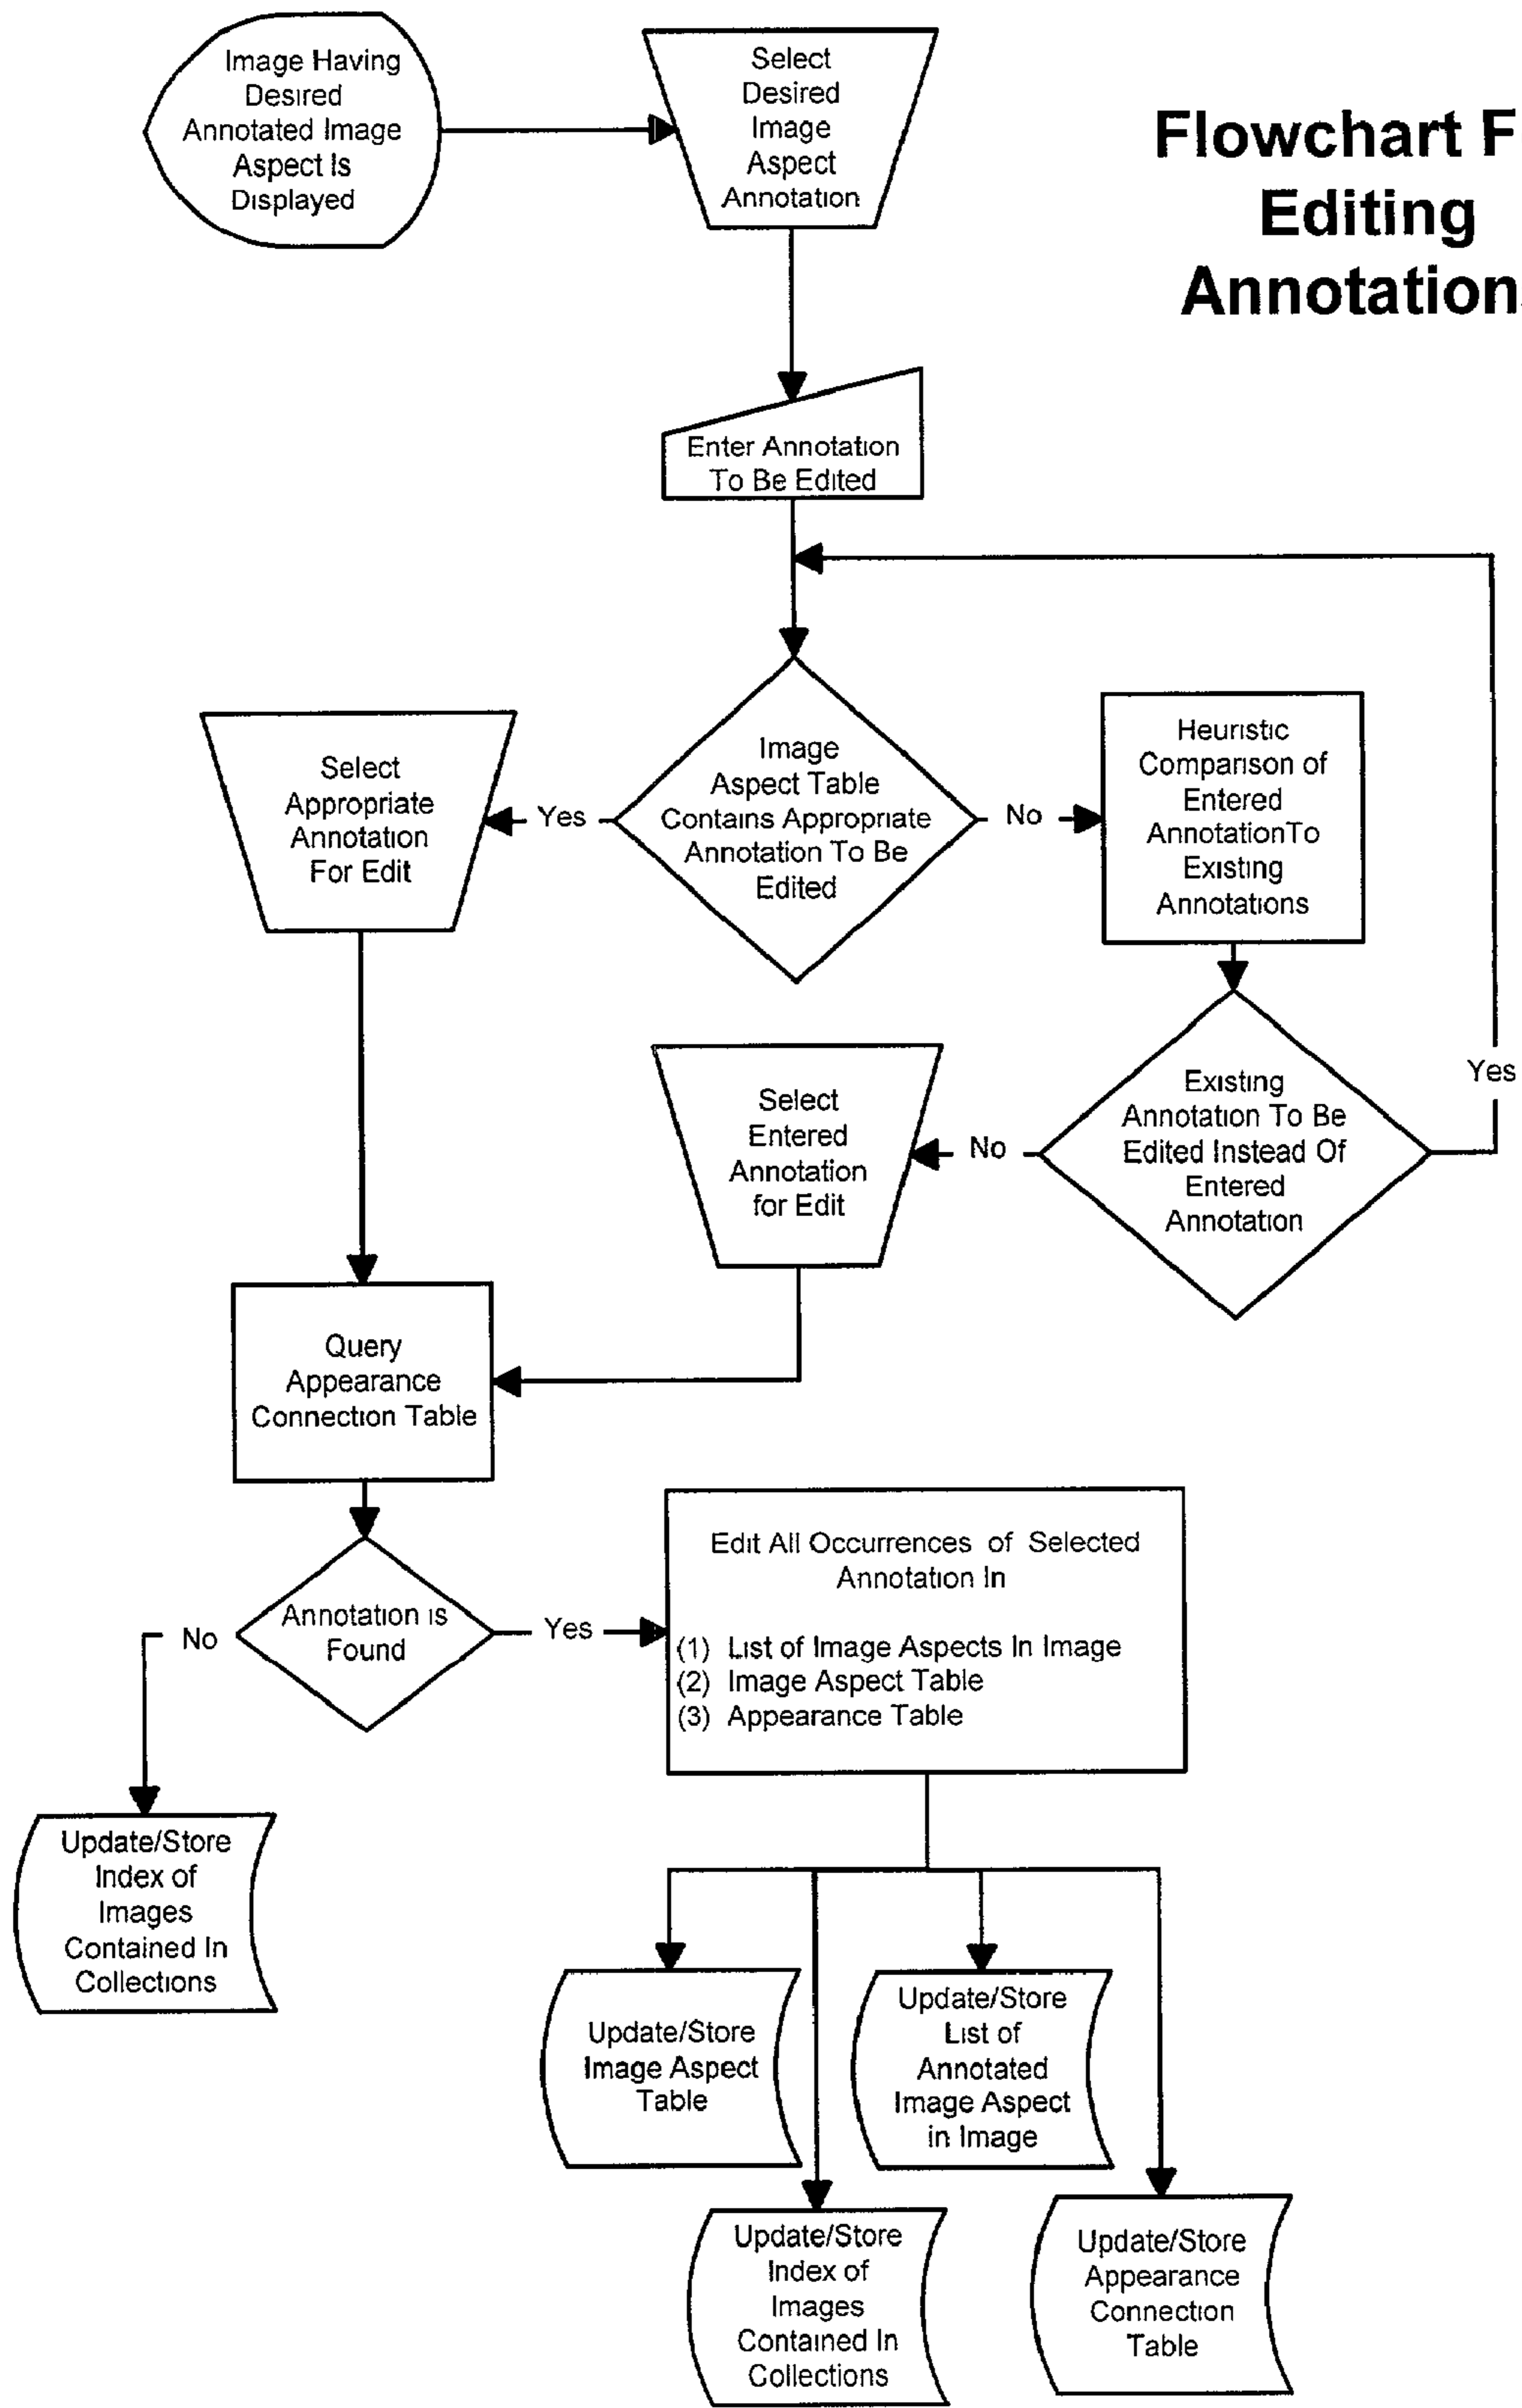 Image Having
Desired
Annotated Image
Aspect Is
Displayed
Select
Desired
Image
Aspect
Annotation
Flowchart F
Editing
Annotation
Enter Annotation
To Be Edited
Image
Aspect Table
Contains Appropriate
Annotation To Be
Edited
Yes
No
Select
Appropriate
Annotation
For Edit
Heuristic
Comparison of
Entered
AnnotationTo
Existing
Annotations
Existing
Annotation To Be
Edited Instead Of
Entered
Annotation
Yes
No
Select
Entered
Annotation
for Edit
Query
Appearance
Connection Table
Annotation is
Found
No
Yes
Edit All Occurrences of Selected
Annotation In
(1) List of Image Aspects In Image
(2) Image Aspect Table
(3) Appearance Table
Update/Store
Index of
Images
Contained In
Collections
Update/Store
Image Aspect
Table
Update/Store
List of
Annotated
Image Aspect
in Image
Update/Store
Index of
Images
Contained In
Collections
Update/Store
Appearance
Connection
Table